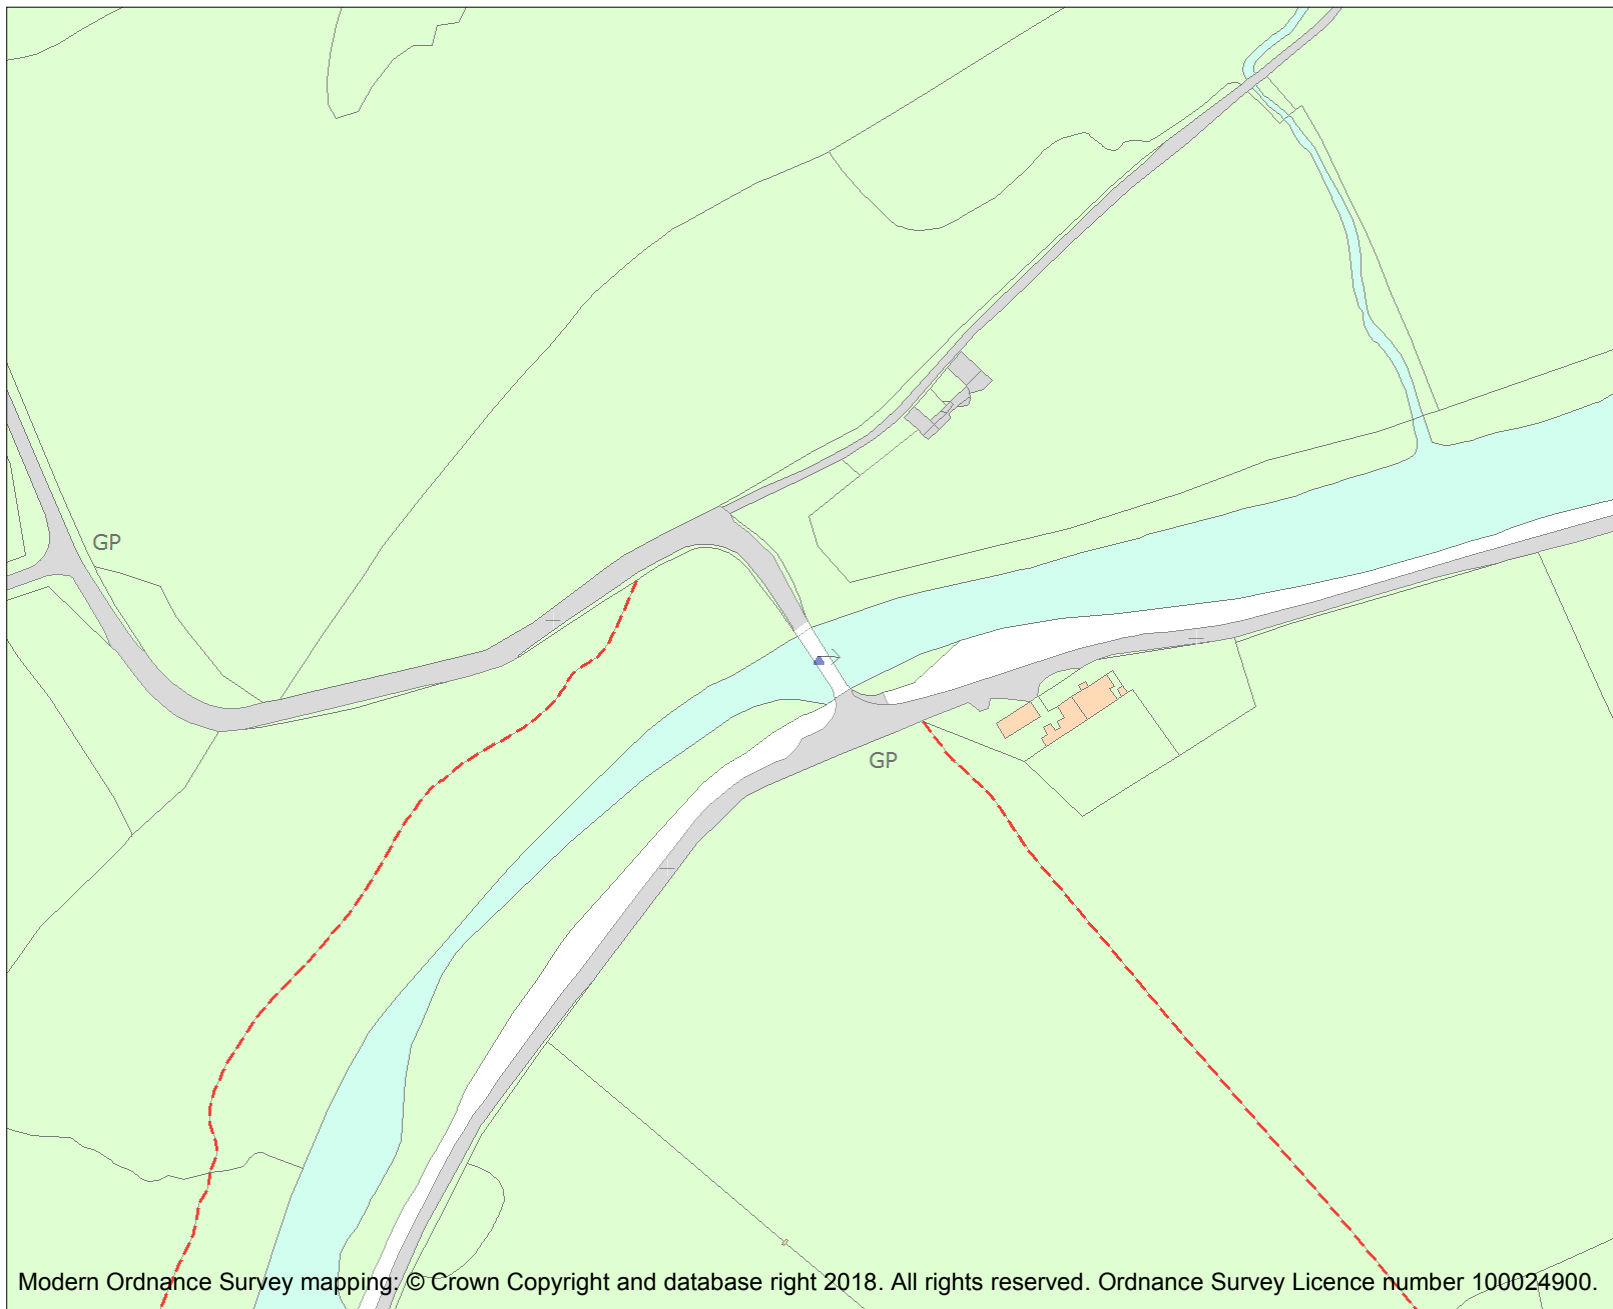 GP
GP
Modern Ordnance Survey mapping: © Crown Copyright and database right 2018. All rights reserved. Ordnance Survey Licence number 100024900.